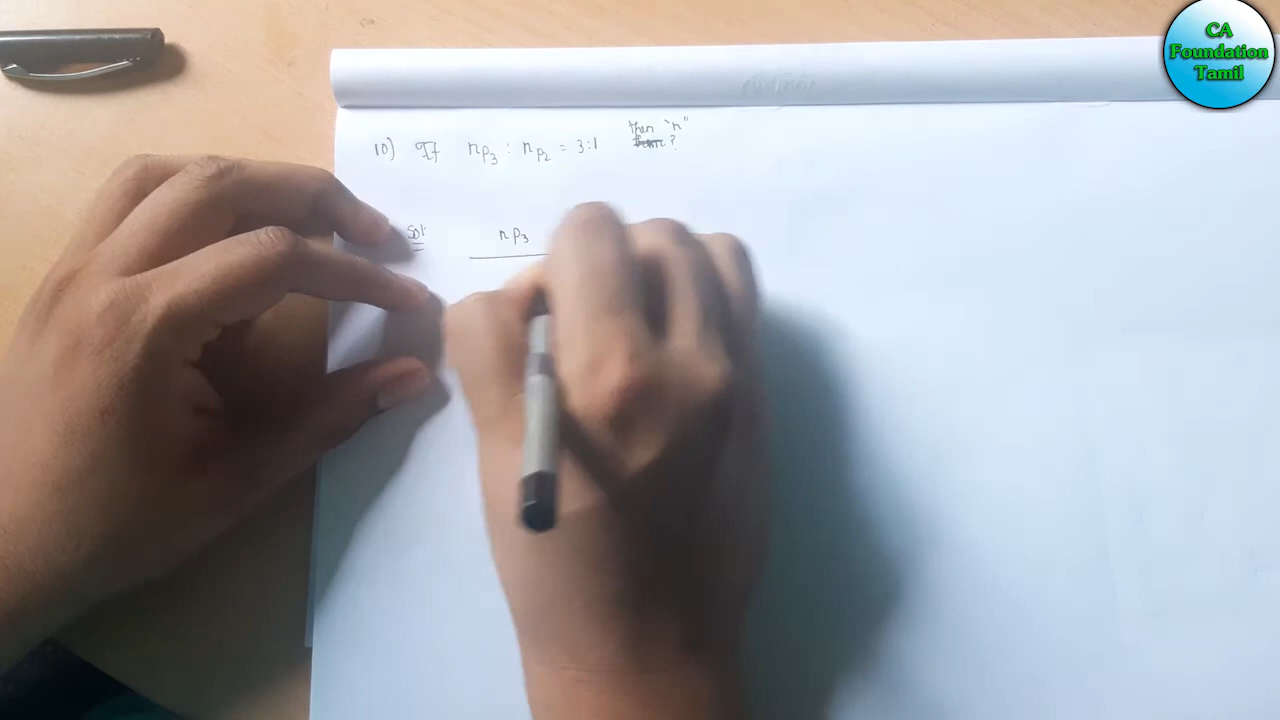 CA
Foundation
Tamil
10) If nP3 : nP2 = 3:1 then "n" ?
Sol
nP3